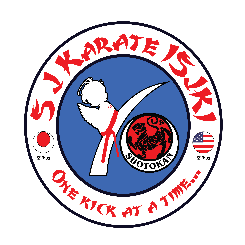 SJ KARATE ISJKI
SHOTOKAN
ONE KICK AT A TIME...